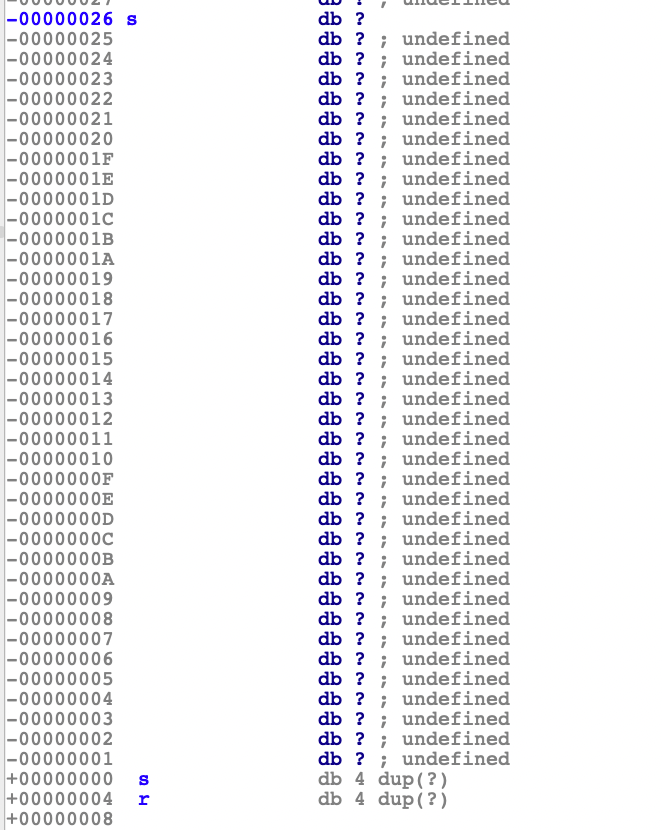 -00000027 db ? ; undefined
-00000026 s db ?
-00000025 db ? ; undefined
-00000024 db ? ; undefined
-00000023 db ? ; undefined
-00000022 db ? ; undefined
-00000021 db ? ; undefined
-00000020 db ? ; undefined
-0000001F db ? ; undefined
-0000001E db ? ; undefined
-0000001D db ? ; undefined
-0000001C db ? ; undefined
-0000001B db ? ; undefined
-0000001A db ? ; undefined
-00000019 db ? ; undefined
-00000018 db ? ; undefined
-00000017 db ? ; undefined
-00000016 db ? ; undefined
-00000015 db ? ; undefined
-00000014 db ? ; undefined
-00000013 db ? ; undefined
-00000012 db ? ; undefined
-00000011 db ? ; undefined
-00000010 db ? ; undefined
-0000000F db ? ; undefined
-0000000E db ? ; undefined
-0000000D db ? ; undefined
-0000000C db ? ; undefined
-0000000B db ? ; undefined
-0000000A db ? ; undefined
-00000009 db ? ; undefined
-00000008 db ? ; undefined
-00000007 db ? ; undefined
-00000006 db ? ; undefined
-00000005 db ? ; undefined
-00000004 db ? ; undefined
-00000003 db ? ; undefined
-00000002 db ? ; undefined
-00000001 db ? ; undefined
+00000000 s db 4 dup(?)
+00000004 r db 4 dup(?)
+00000008